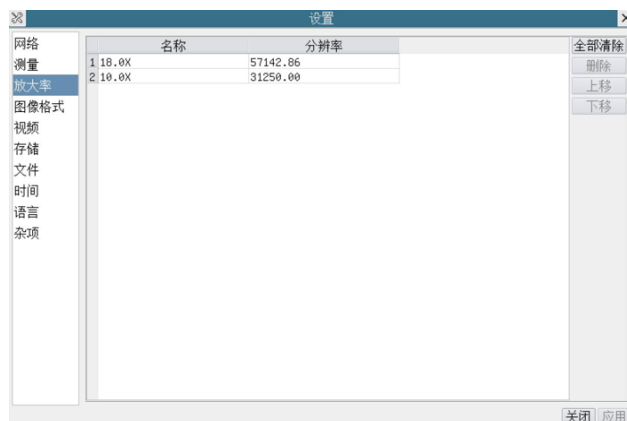 设置
网络
测量
放大率
图像格式
视频
存储
文件
时间
语言
杂项
名称 分辨率
1 18.0X 57142.86
2 10.0X 31250.00
全部清除
删除
上移
下移
关闭 应用